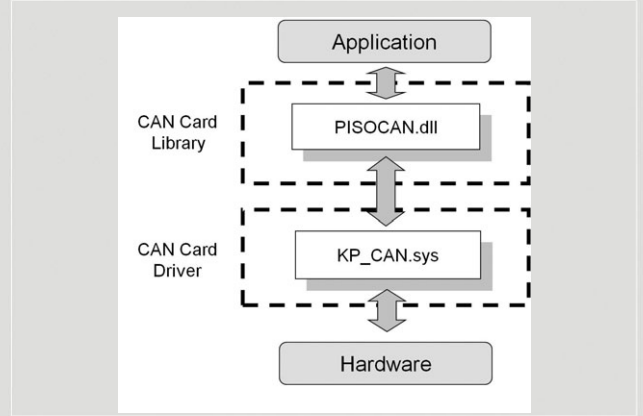 Application
CAN Card
Library
PISOCAN.dll
CAN Card
Driver
KP_CAN.sys
Hardware